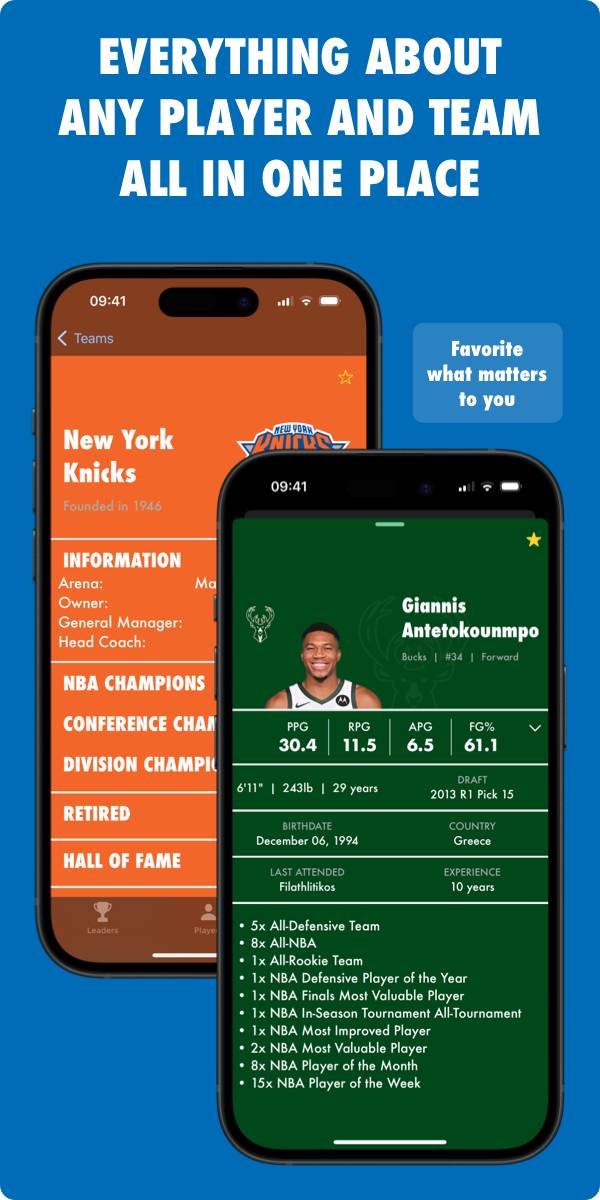 EVERYTHING ABOUT
ANY PLAYER AND TEAM
ALL IN ONE PLACE
09:41
Teams
Favorite
what matters
to you
New York
Knicks
NEW YORK
KNICKS
Founded in 1946
INFORMATION
Arena: Ma
Owner:
General Manager:
Head Coach:
NBA CHAMPIONS
CONFERENCE CHAM
DIVISION CHAMPIO
RETIRED
HALL OF FAME
Leaders
Playe
09:41
Giannis
Antetokounmpo
Bucks | #34 | Forward
PPG RPG APG FG%
30.4 11.5 6.5 61.1
6'11" | 243lb | 29 years
DRAFT
2013 R1 Pick 15
BIRTHDATE COUNTRY
December 06, 1994 Greece
LAST ATTENDED EXPERIENCE
Filathlitikos 10 years
• 5x All-Defensive Team
• 8x All-NBA
• 1x All-Rookie Team
• 1x NBA Defensive Player of the Year
• 1x NBA Finals Most Valuable Player
• 1x NBA In-Season Tournament All-Tournament
• 1x NBA Most Improved Player
• 2x NBA Most Valuable Player
• 8x NBA Player of the Month
• 15x NBA Player of the Week